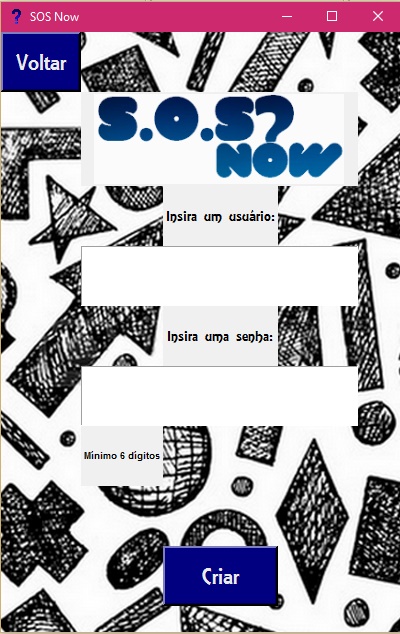 SOS Now
Voltar
S.O.S?
NOW
Insira um usuário:
Insira uma senha:
Mínimo 6 dígitos
Criar